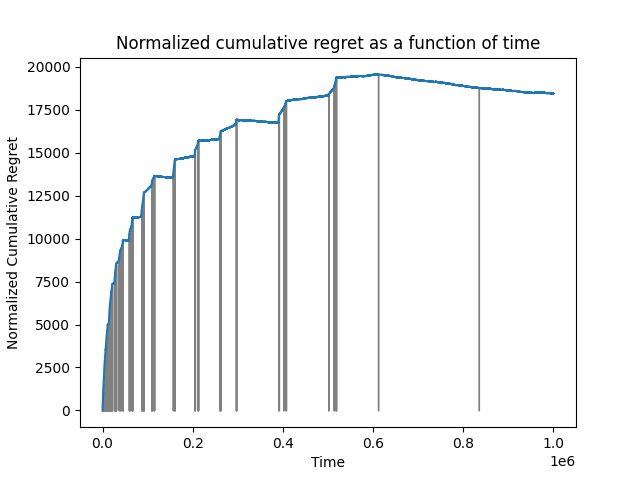 Normalized cumulative regret as a function of time
Normalized Cumulative Regret
20000
17500
15000
12500
10000
7500
5000
2500
0
0.0 0.2 0.4 0.6 0.8 1.0
1e6
Time